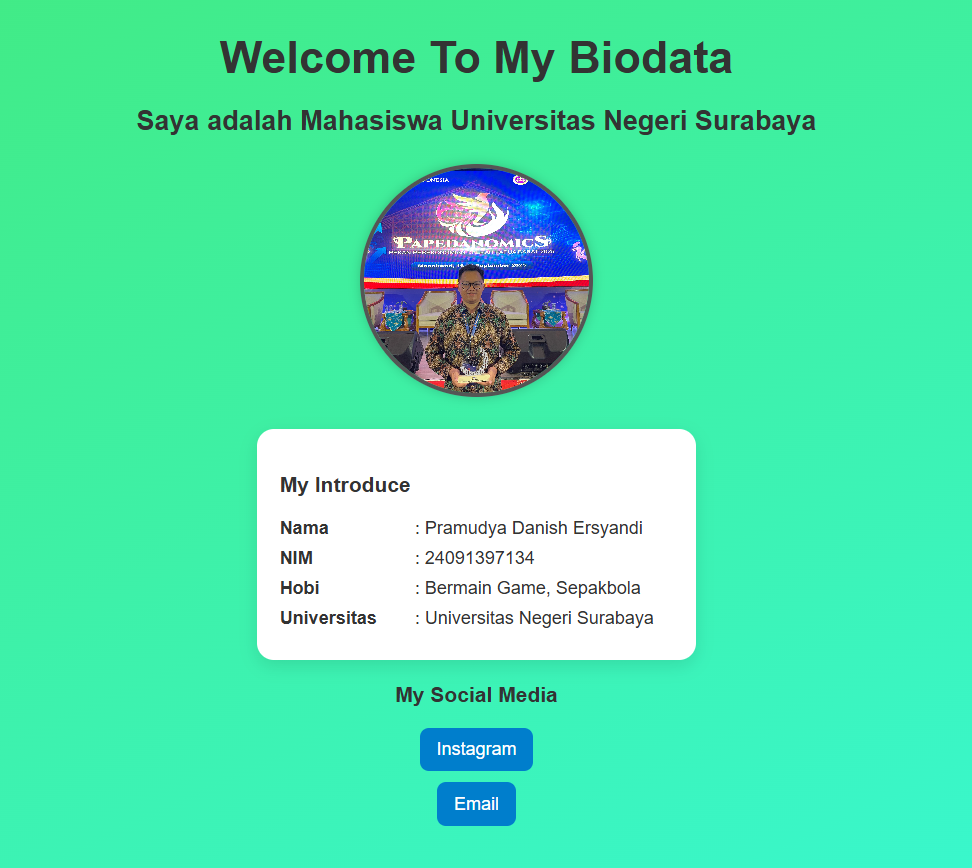 Welcome To My Biodata
Saya adalah Mahasiswa Universitas Negeri Surabaya
PAPEDANOMICS
My Introduce
Nama : Pramudya Danish Ersyandi
NIM : 24091397134
Hobi : Bermain Game, Sepakbola
Universitas : Universitas Negeri Surabaya
My Social Media
Instagram
Email